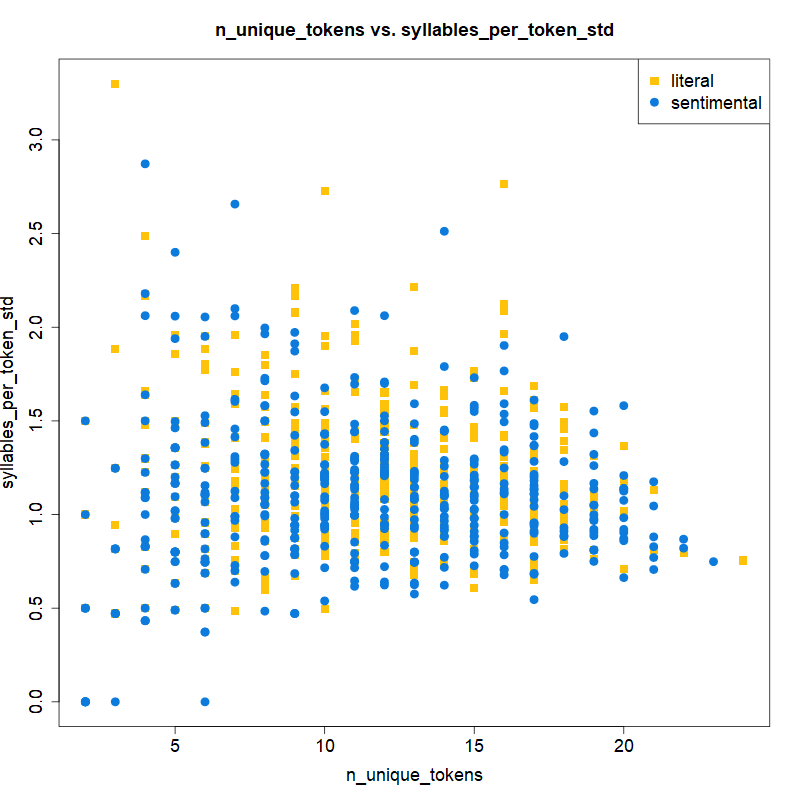 n_unique_tokens vs. syllables_per_token_std
literal
sentimental
syllables_per_token_std
3.0
2.5
2.0
1.5
1.0
0.5
0.0
5 10 15 20
n_unique_tokens